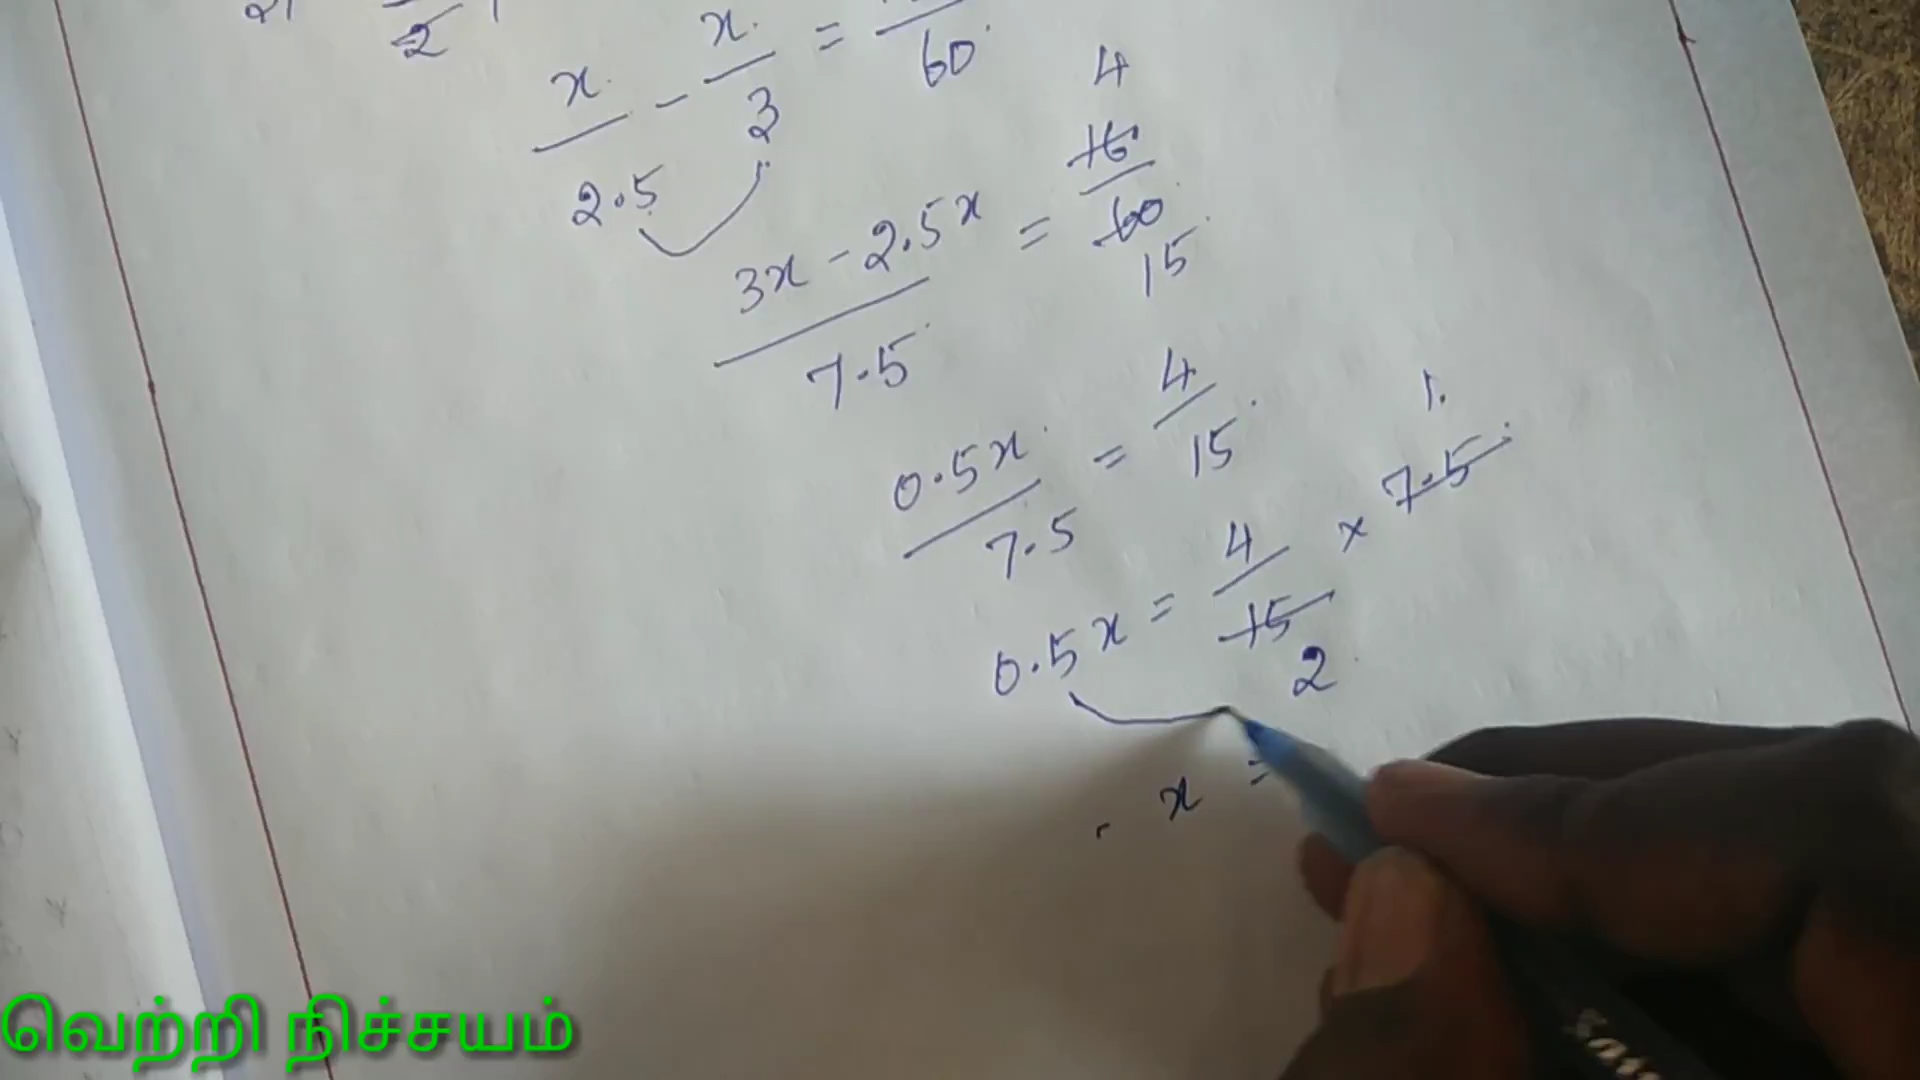 x/2.5 - x/3 = /60
3x - 2.5x / 7.5 = 16/60 4 15
0.5x / 7.5 = 4/15
0.5x = 4/15 × 7.5 1. 2
x =
வெற்றி நிச்சயம்